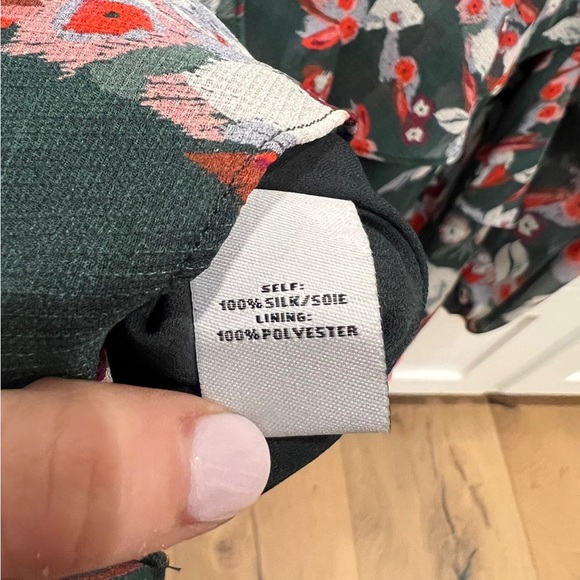 SELF:
100% SILK/SOIE
LINING:
100% POLYESTER